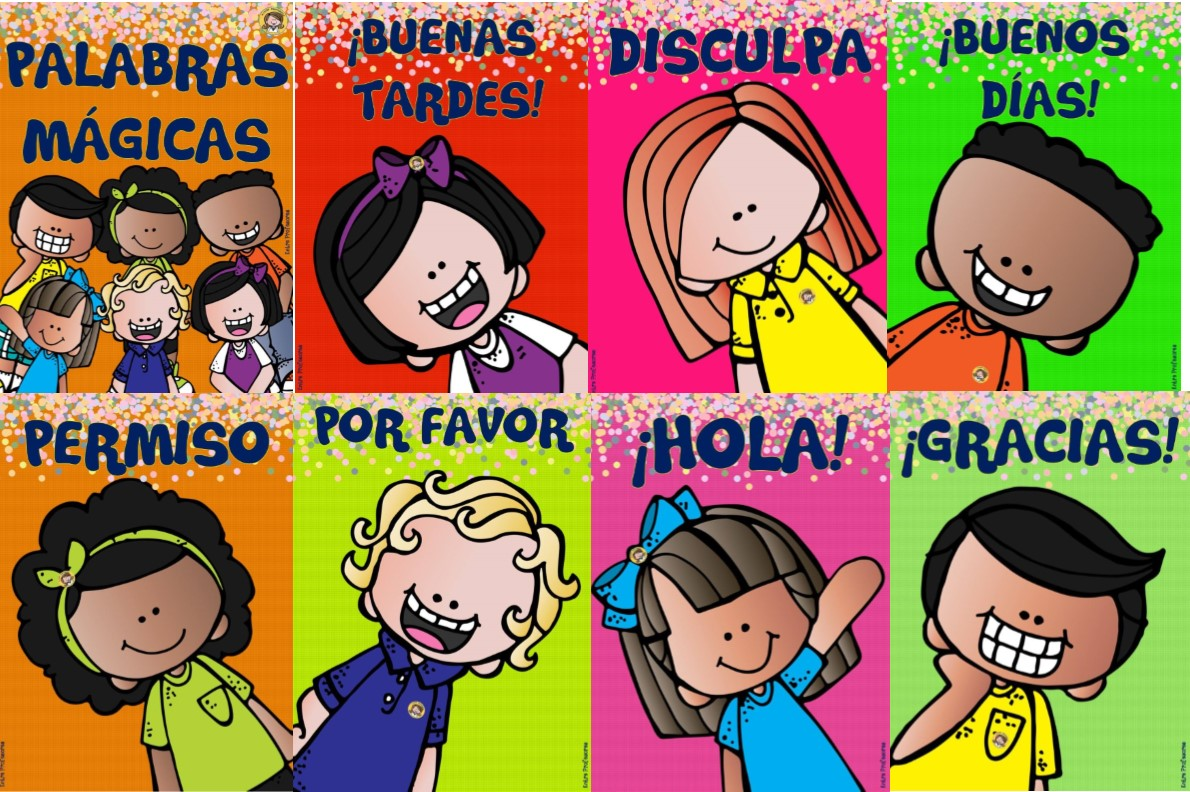 PALABRAS
MÁGICAS
¡BUENAS
TARDES!
DISCULPA
¡BUENOS
DÍAS!
PERMISO
POR FAVOR
¡HOLA!
¡GRACIAS!